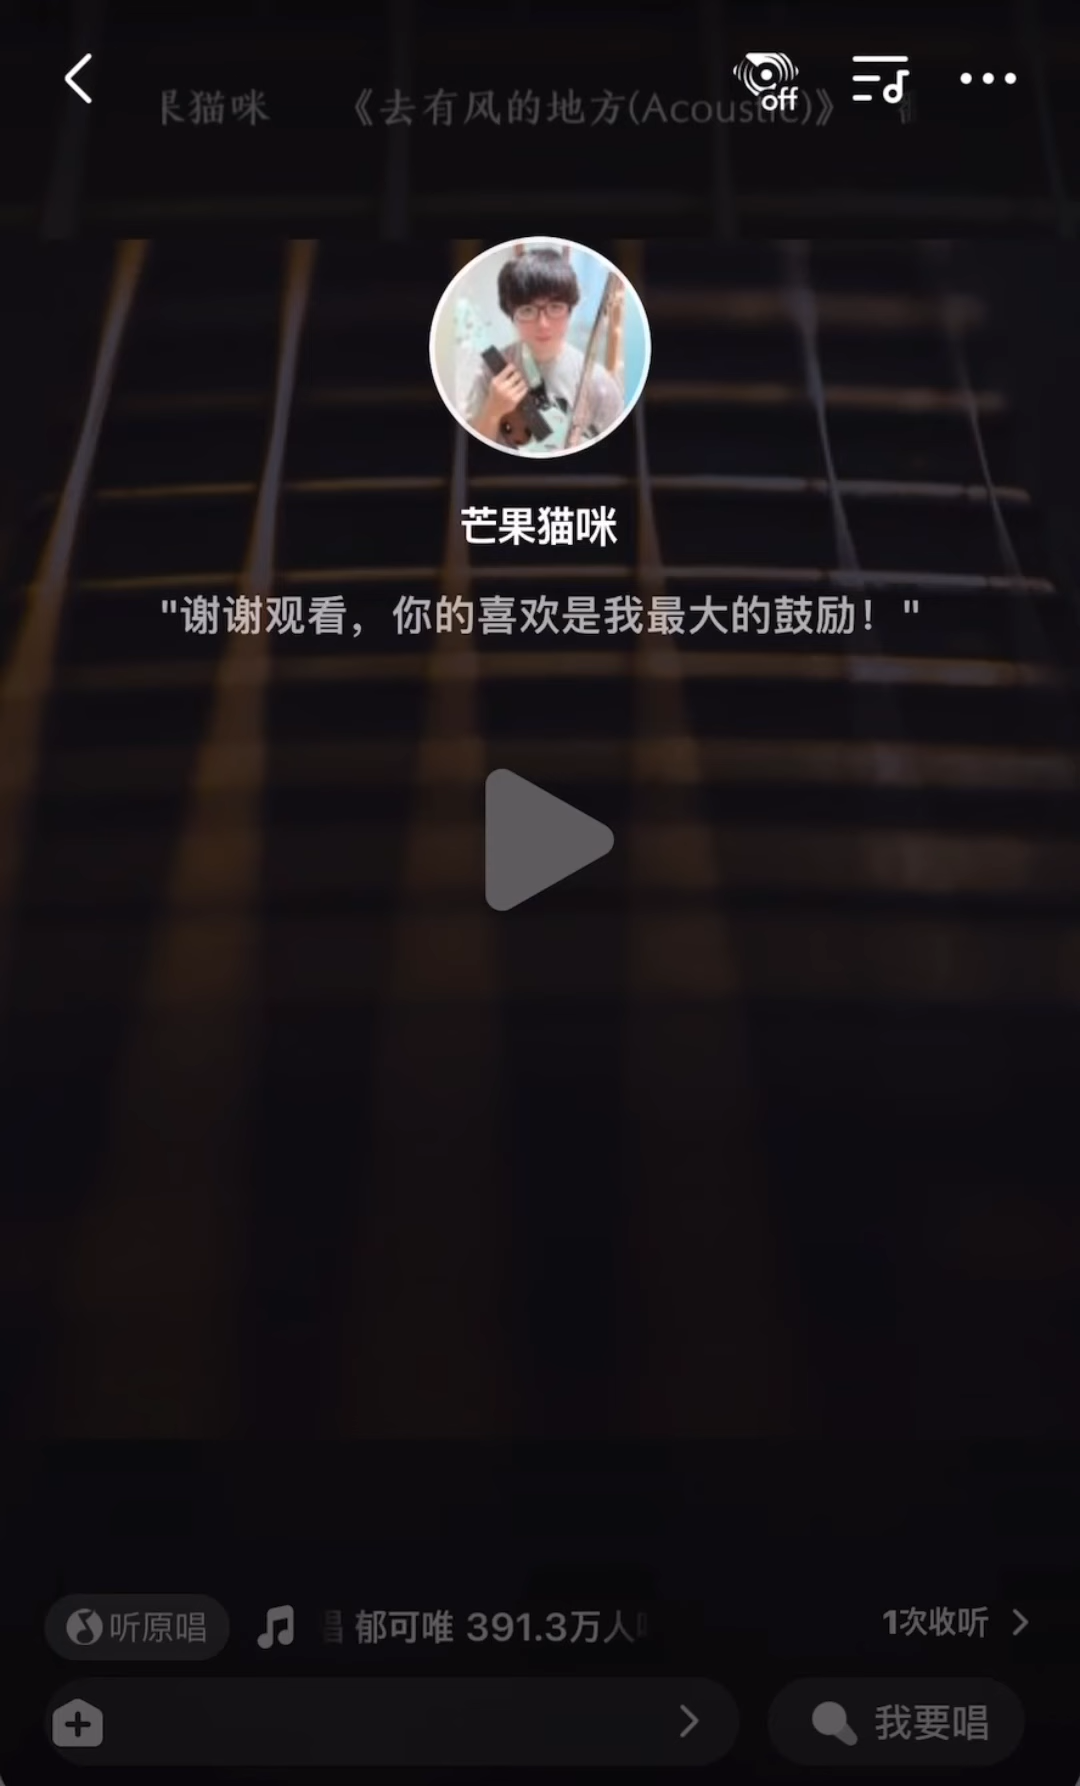 off
果猫咪 《去有风的地方(Acoustic)》
芒果猫咪
"谢谢观看，你的喜欢是我最大的鼓励！"
听原唱 郁可唯 391.3万人 1次收听
我要唱